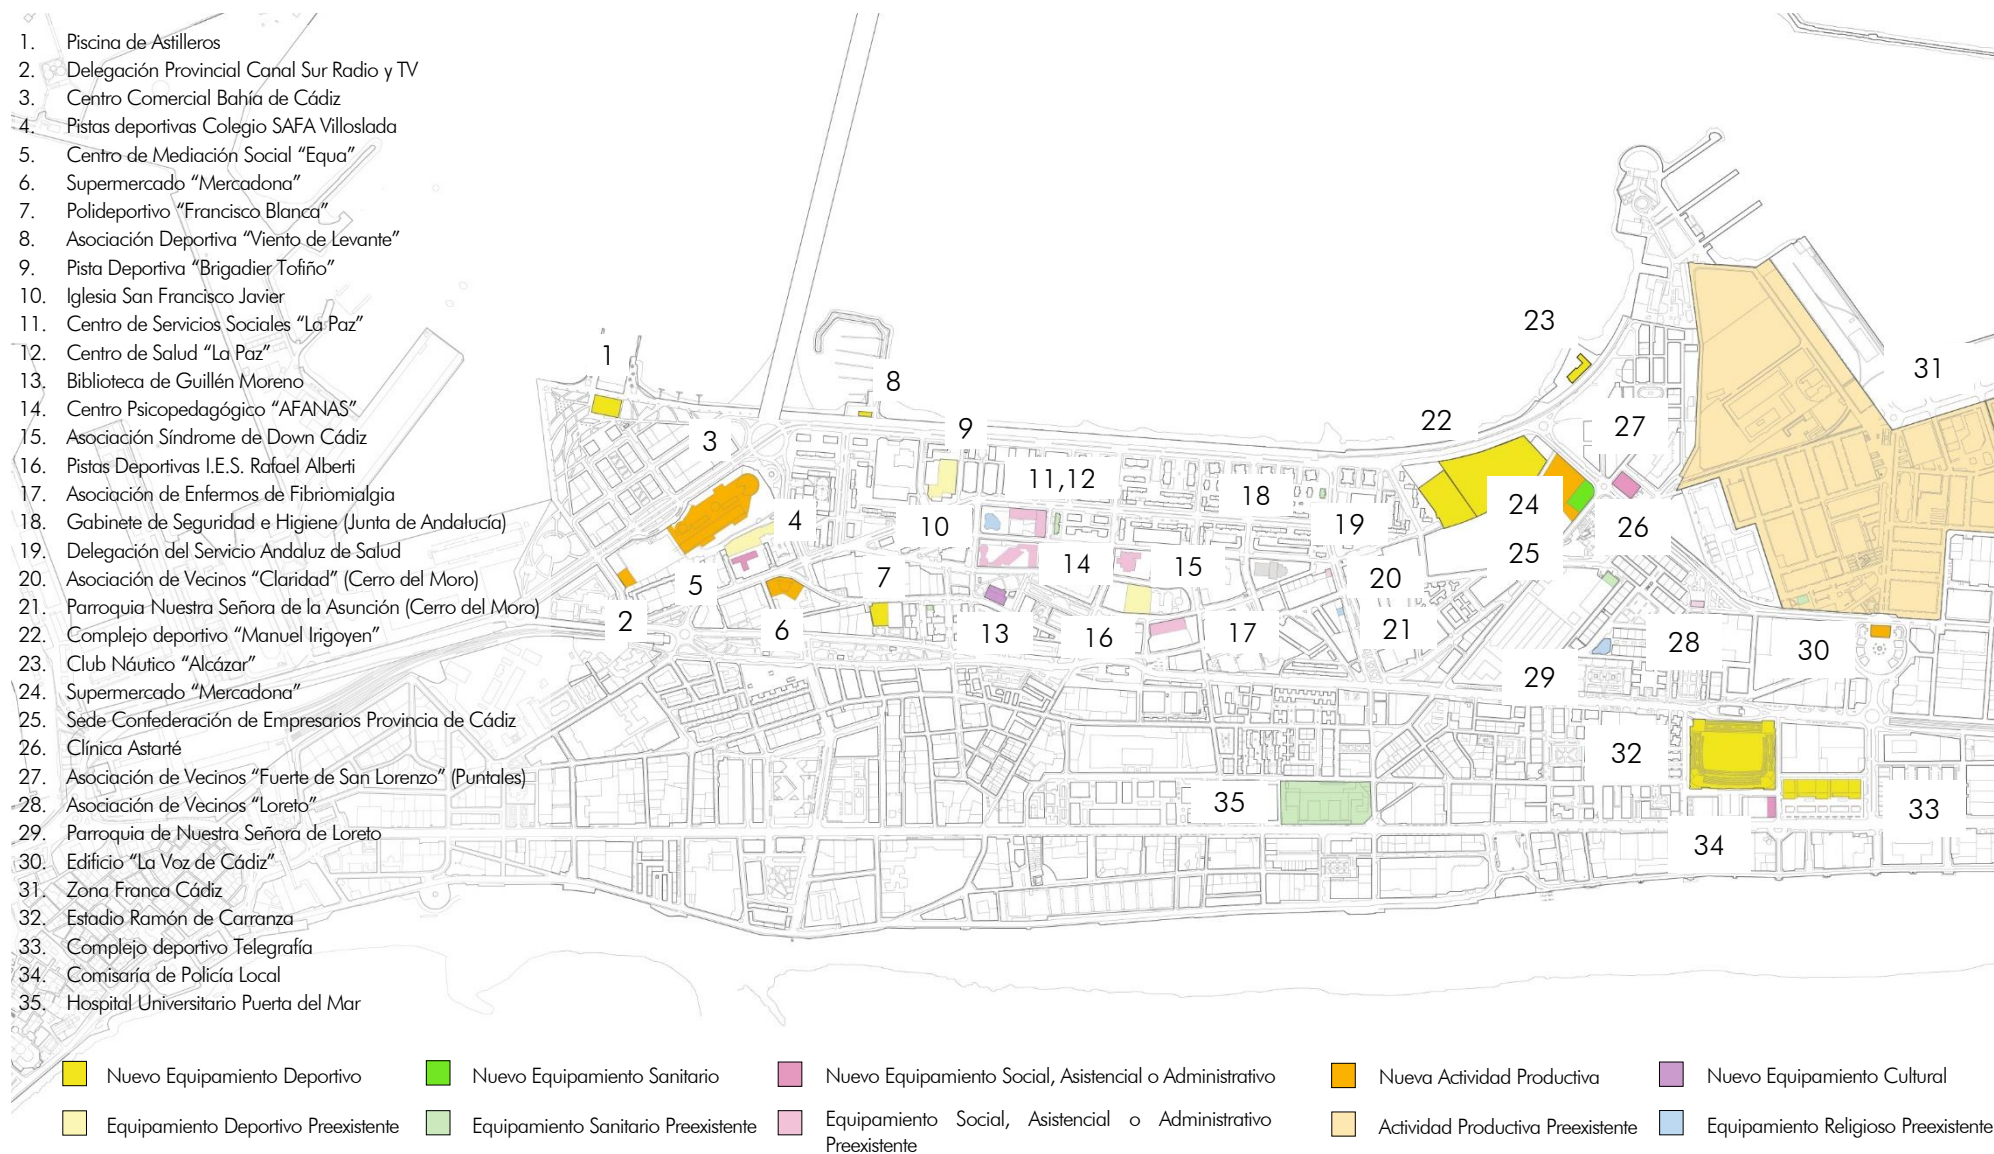 1. Piscina de Astilleros
2. Delegación Provincial Canal Sur Radio y TV
3. Centro Comercial Bahía de Cádiz
4. Pistas deportivas Colegio SAFA Villoslada
5. Centro de Mediación Social “Equa”
6. Supermercado “Mercadona”
7. Polideportivo “Francisco Blanca”
8. Asociación Deportiva “Viento de Levante”
9. Pista Deportiva “Brigadier Tofiño”
10. Iglesia San Francisco Javier
11. Centro de Servicios Sociales “La Paz”
12. Centro de Salud “La Paz”
13. Biblioteca de Guillén Moreno
14. Centro Psicopedagógico “AFANAS”
15. Asociación Síndrome de Down Cádiz
16. Pistas Deportivas I.E.S. Rafael Alberti
17. Asociación de Enfermos de Fibriomialgia
18. Gabinete de Seguridad e Higiene (Junta de Andalucía)
19. Delegación del Servicio Andaluz de Salud
20. Asociación de Vecinos “Claridad” (Cerro del Moro)
21. Parroquia Nuestra Señora de la Asunción (Cerro del Moro)
22. Complejo deportivo “Manuel Irigoyen”
23. Club Náutico “Alcázar”
24. Supermercado “Mercadona”
25. Sede Confederación de Empresarios Provincia de Cádiz
26. Clínica Astarté
27. Asociación de Vecinos “Fuerte de San Lorenzo” (Puntales)
28. Asociación de Vecinos “Loreto”
29. Parroquia de Nuestra Señora de Loreto
30. Edificio “La Voz de Cádiz”
31. Zona Franca Cádiz
32. Estadio Ramón de Carranza
33. Complejo deportivo Telegrafía
34. Comisaría de Policía Local
35. Hospital Universitario Puerta del Mar
1
2
3
4
5
6
7
8
9
10
11,12
13
14
15
16
17
18
19
20
21
22
23
24
25
26
27
28
29
30
31
32
33
34
35
Nuevo Equipamiento Deportivo
Nuevo Equipamiento Sanitario
Nuevo Equipamiento Social, Asistencial o Administrativo
Nueva Actividad Productiva
Nuevo Equipamiento Cultural
Equipamiento Deportivo Preexistente
Equipamiento Sanitario Preexistente
Equipamiento Social, Asistencial o Administrativo
Preexistente
Actividad Productiva Preexistente
Equipamiento Religioso Preexistente